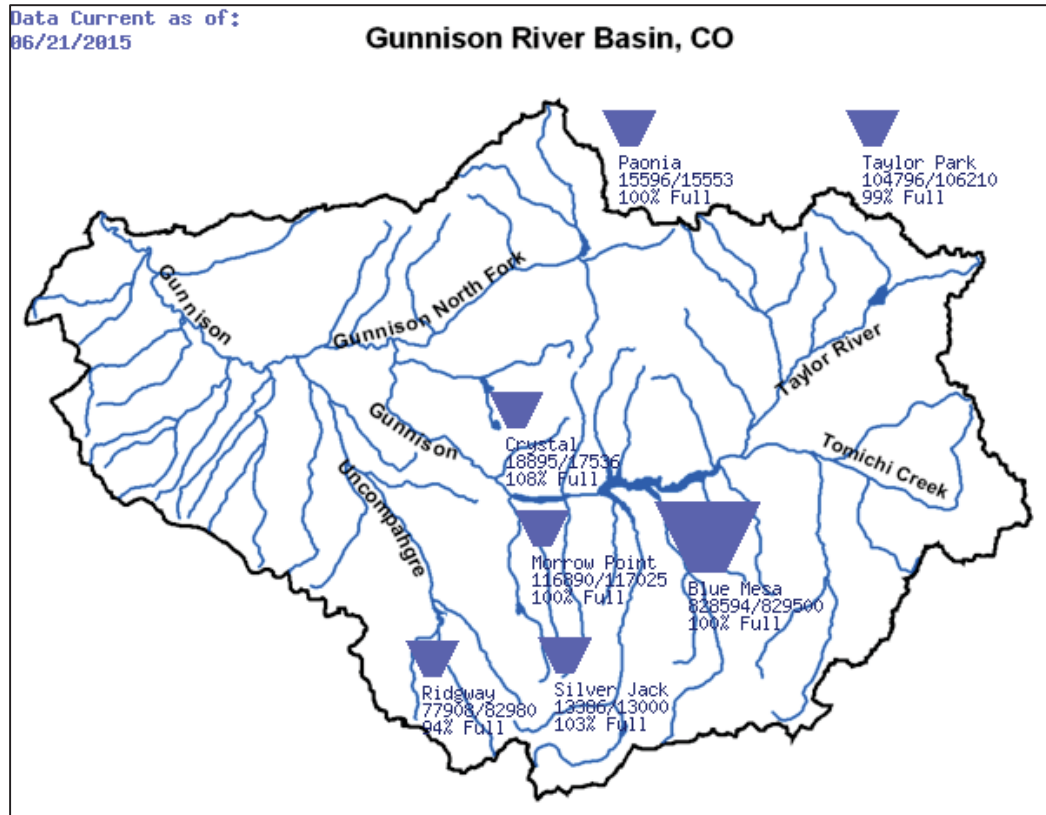 Data Current as of:
06/21/2015
Gunnison River Basin, CO
Paonia
15596/15553
100% Full
Taylor Park
104796/106210
99% Full
Gunnison
Gunnison North Fork
Taylor River
Crystal
18895/17536
108% Full
Gunnison
Tomichi Creek
Uncompahgre
Morrow Point
116890/117025
100% Full
Blue Mesa
828594/829500
100% Full
Ridgway
77908/82980
94% Full
Silver Jack
13386/13000
103% Full